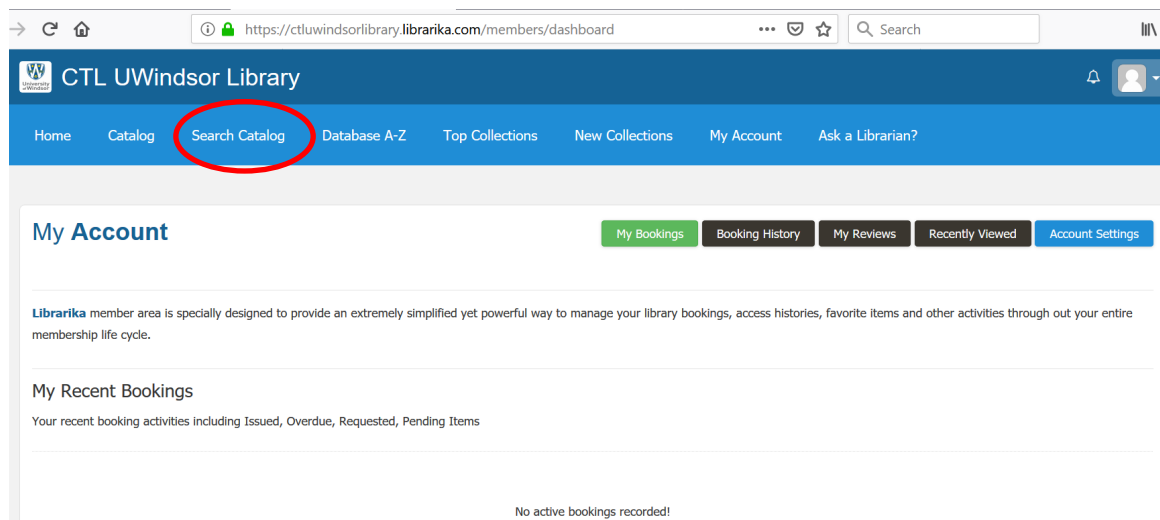 https://ctluwindsorlibrary.librarika.com/members/dashboard
Search
University
of Windsor
CTL UWindsor Library
Home Catalog Search Catalog Database A-Z Top Collections New Collections My Account Ask a Librarian?
My Account
My Bookings Booking History My Reviews Recently Viewed Account Settings
Librarika member area is specially designed to provide an extremely simplified yet powerful way to manage your library bookings, access histories, favorite items and other activities through out your entire
membership life cycle.
My Recent Bookings
Your recent booking activities including Issued, Overdue, Requested, Pending Items
No active bookings recorded!